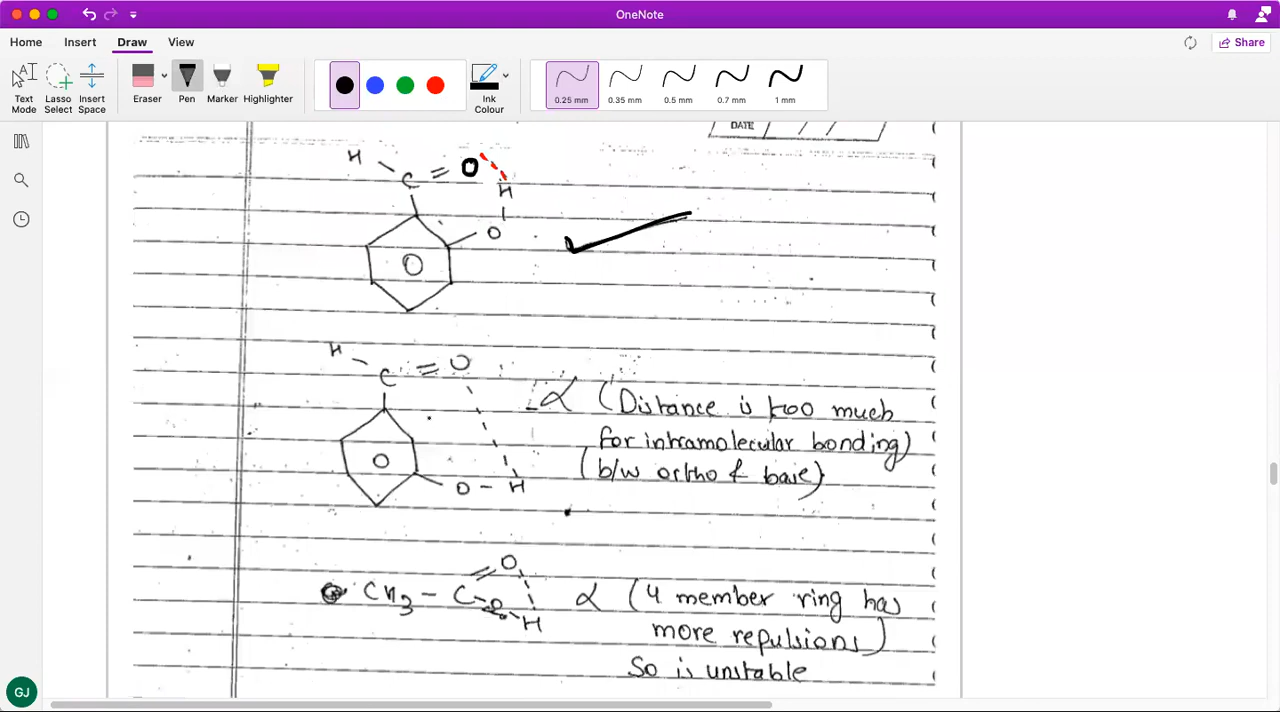 OneNote
Home Insert Draw View
Share
Text Mode
Lasso Select
Insert Space
Eraser
Pen
Marker
Highlighter
Ink Colour
0.25 mm
0.35 mm
0.5 mm
0.7 mm
1 mm
DATE
H
C = O
H
O
O
H
C = O
(Distance is too much
for intramolecular bonding)
(b/w ortho &
O
O - H
O
CH3 - C - O
H
(4 member ring has
more repulsions)
So is unstable
GJ